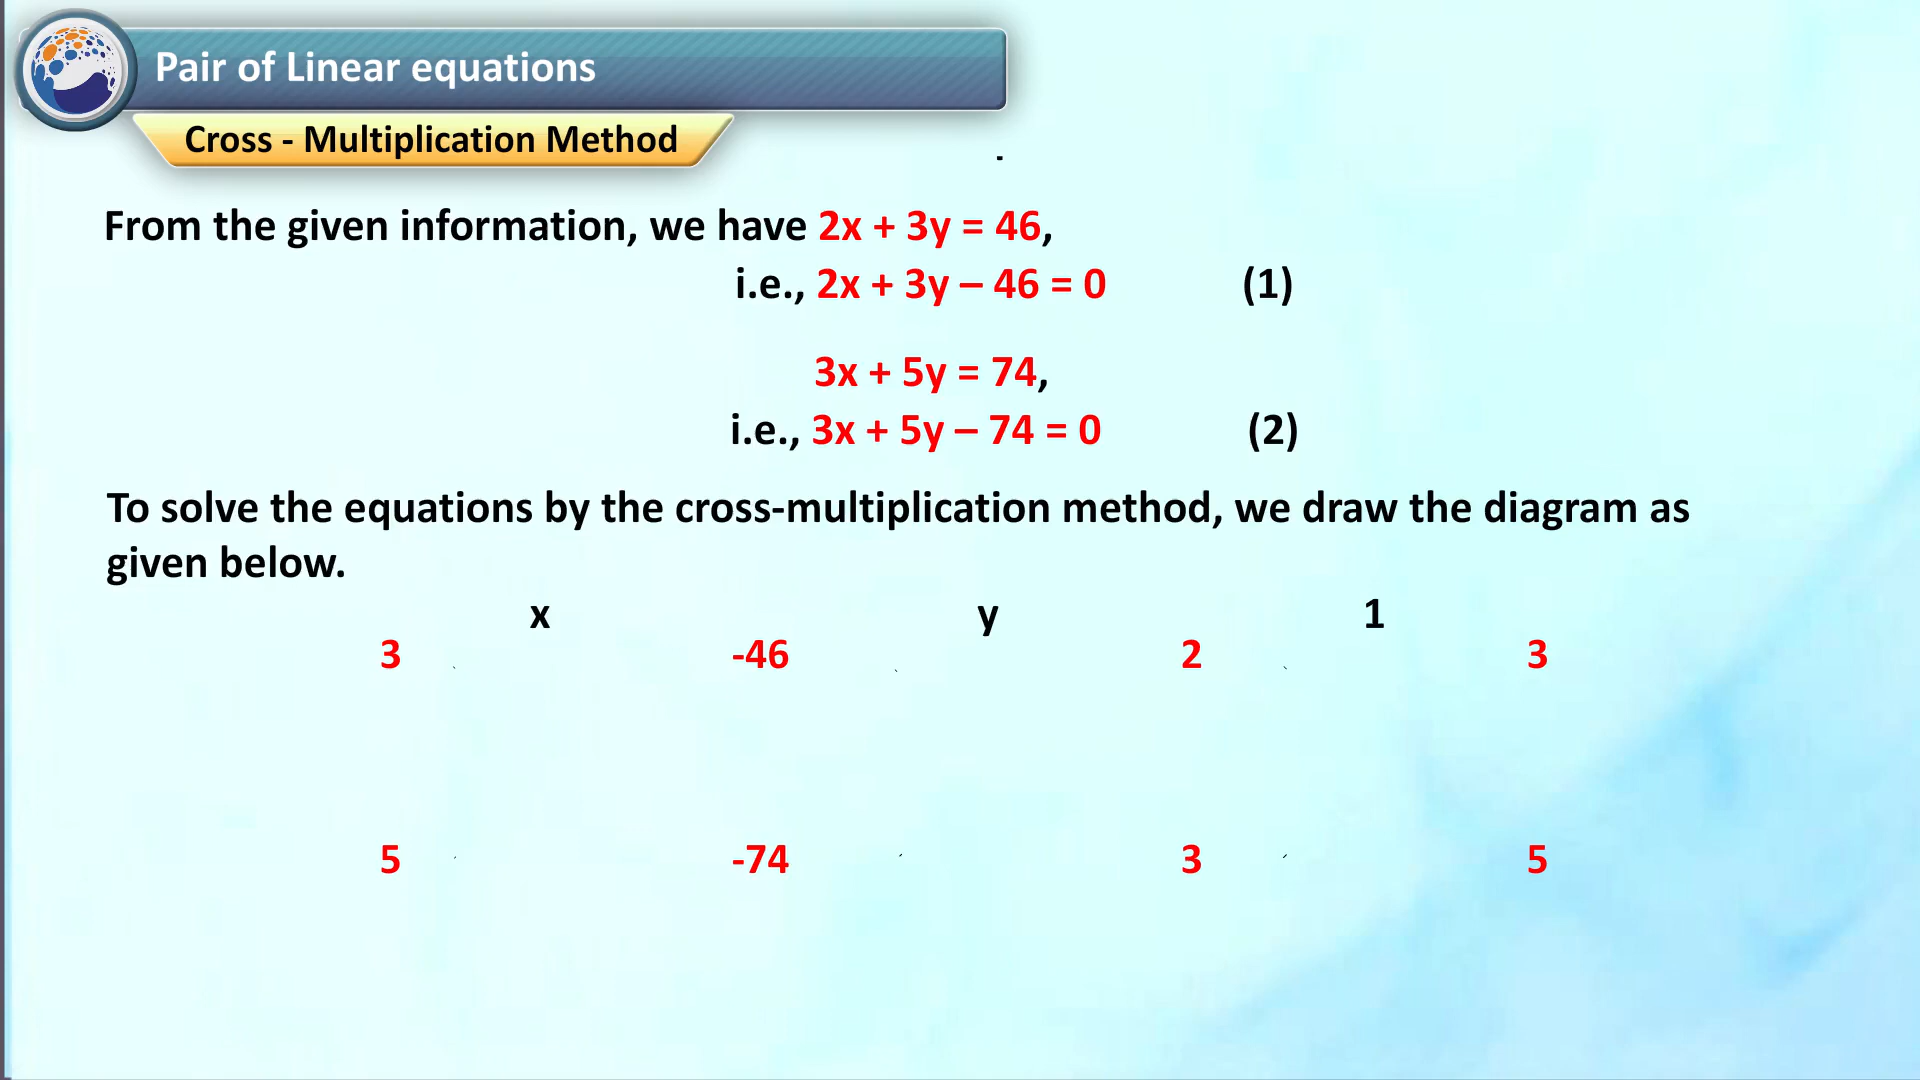 Pair of Linear equations
Cross - Multiplication Method
From the given information, we have 2x + 3y = 46,
i.e., 2x + 3y – 46 = 0 (1)
3x + 5y = 74,
i.e., 3x + 5y – 74 = 0 (2)
To solve the equations by the cross-multiplication method, we draw the diagram as
given below.
x y 1
3 -46 2 3
5 -74 3 5